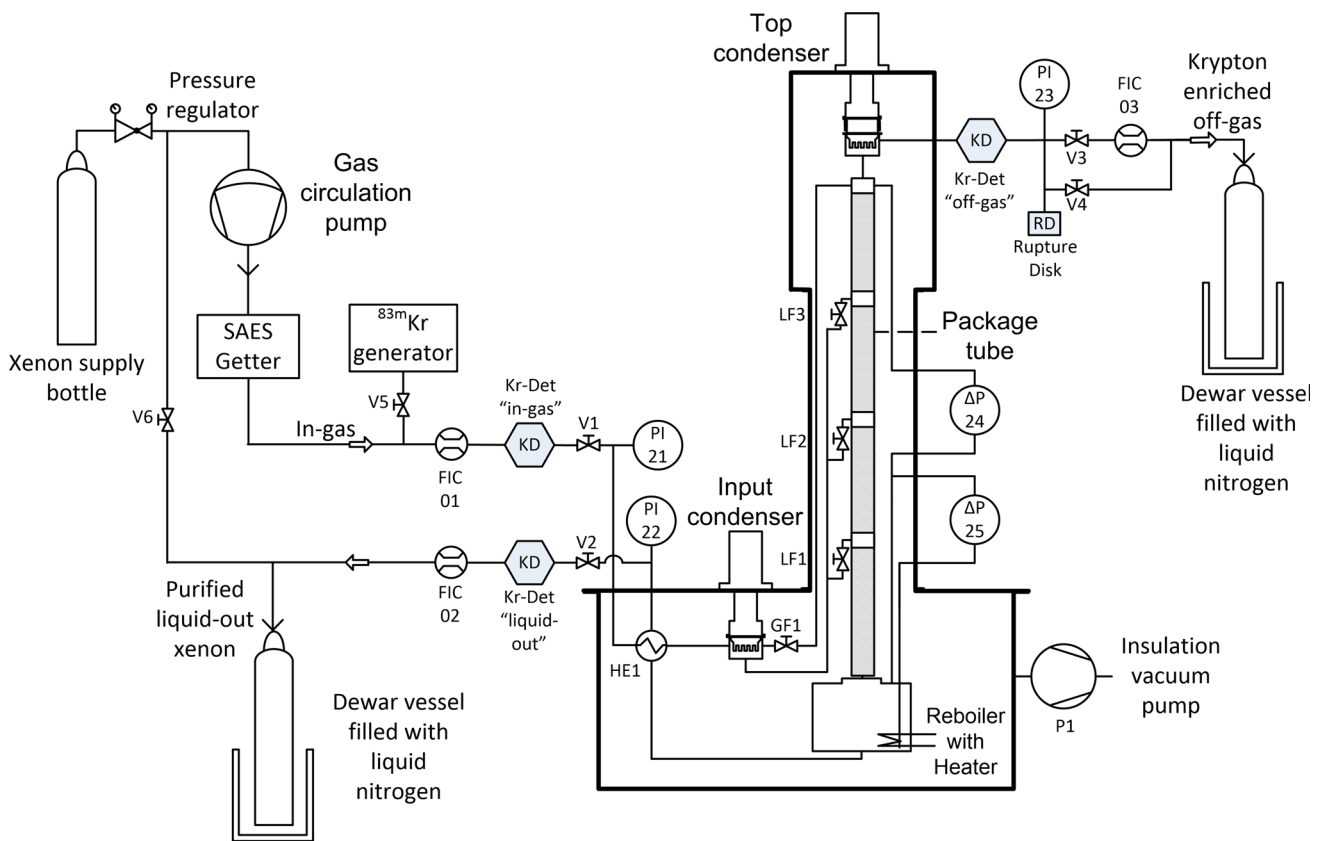 Top
condenser
Pressure
regulator
PI
23
FIC
03
Krypton
enriched
off-gas
Gas
circulation
pump
KD
V3
Kr-Det
“off-gas”
V4
RD
Rupture
Disk
SAES
Getter
83mKr
generator
LF3
Package
tube
Xenon supply
bottle
V6
V5
Kr-Det
“in-gas”
V1
ΔP
24
Dewar vessel
filled with
liquid
nitrogen
In-gas
KD
PI
21
LF2
FIC
01
Input
condenser
PI
22
ΔP
25
V2
KD
LF1
Purified
liquid-out
xenon
FIC
02
Kr-Det
“liquid-
out”
GF1
HE1
Insulation
vacuum
pump
P1
Dewar vessel
filled with
liquid
nitrogen
Reboiler
with
Heater